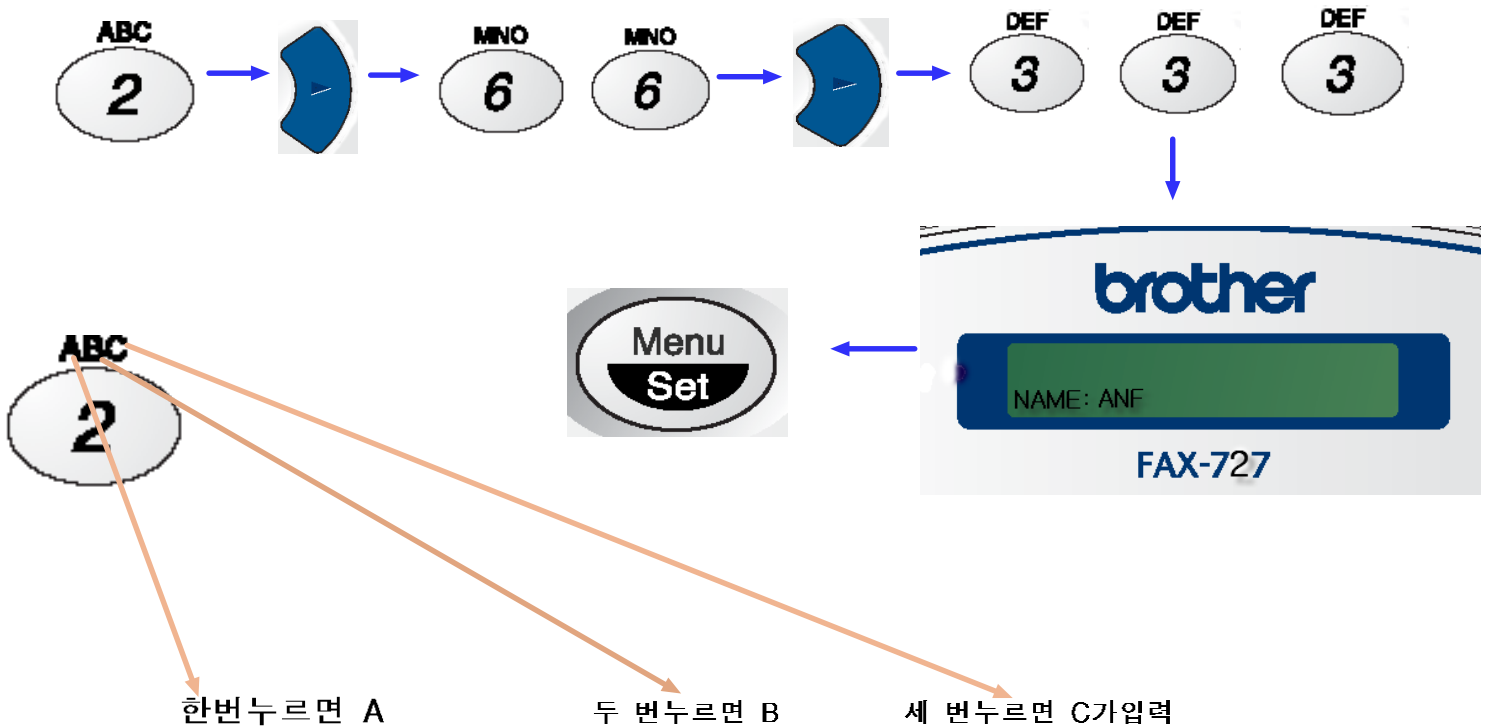 ABC MNO MNO DEF DEF DEF
2 6 6 3 3 3
brother
Menu
Set
NAME: ANF
FAX-727
ABC
2
한번누르면 A 두 번누르면 B 세 번누르면 C가입력